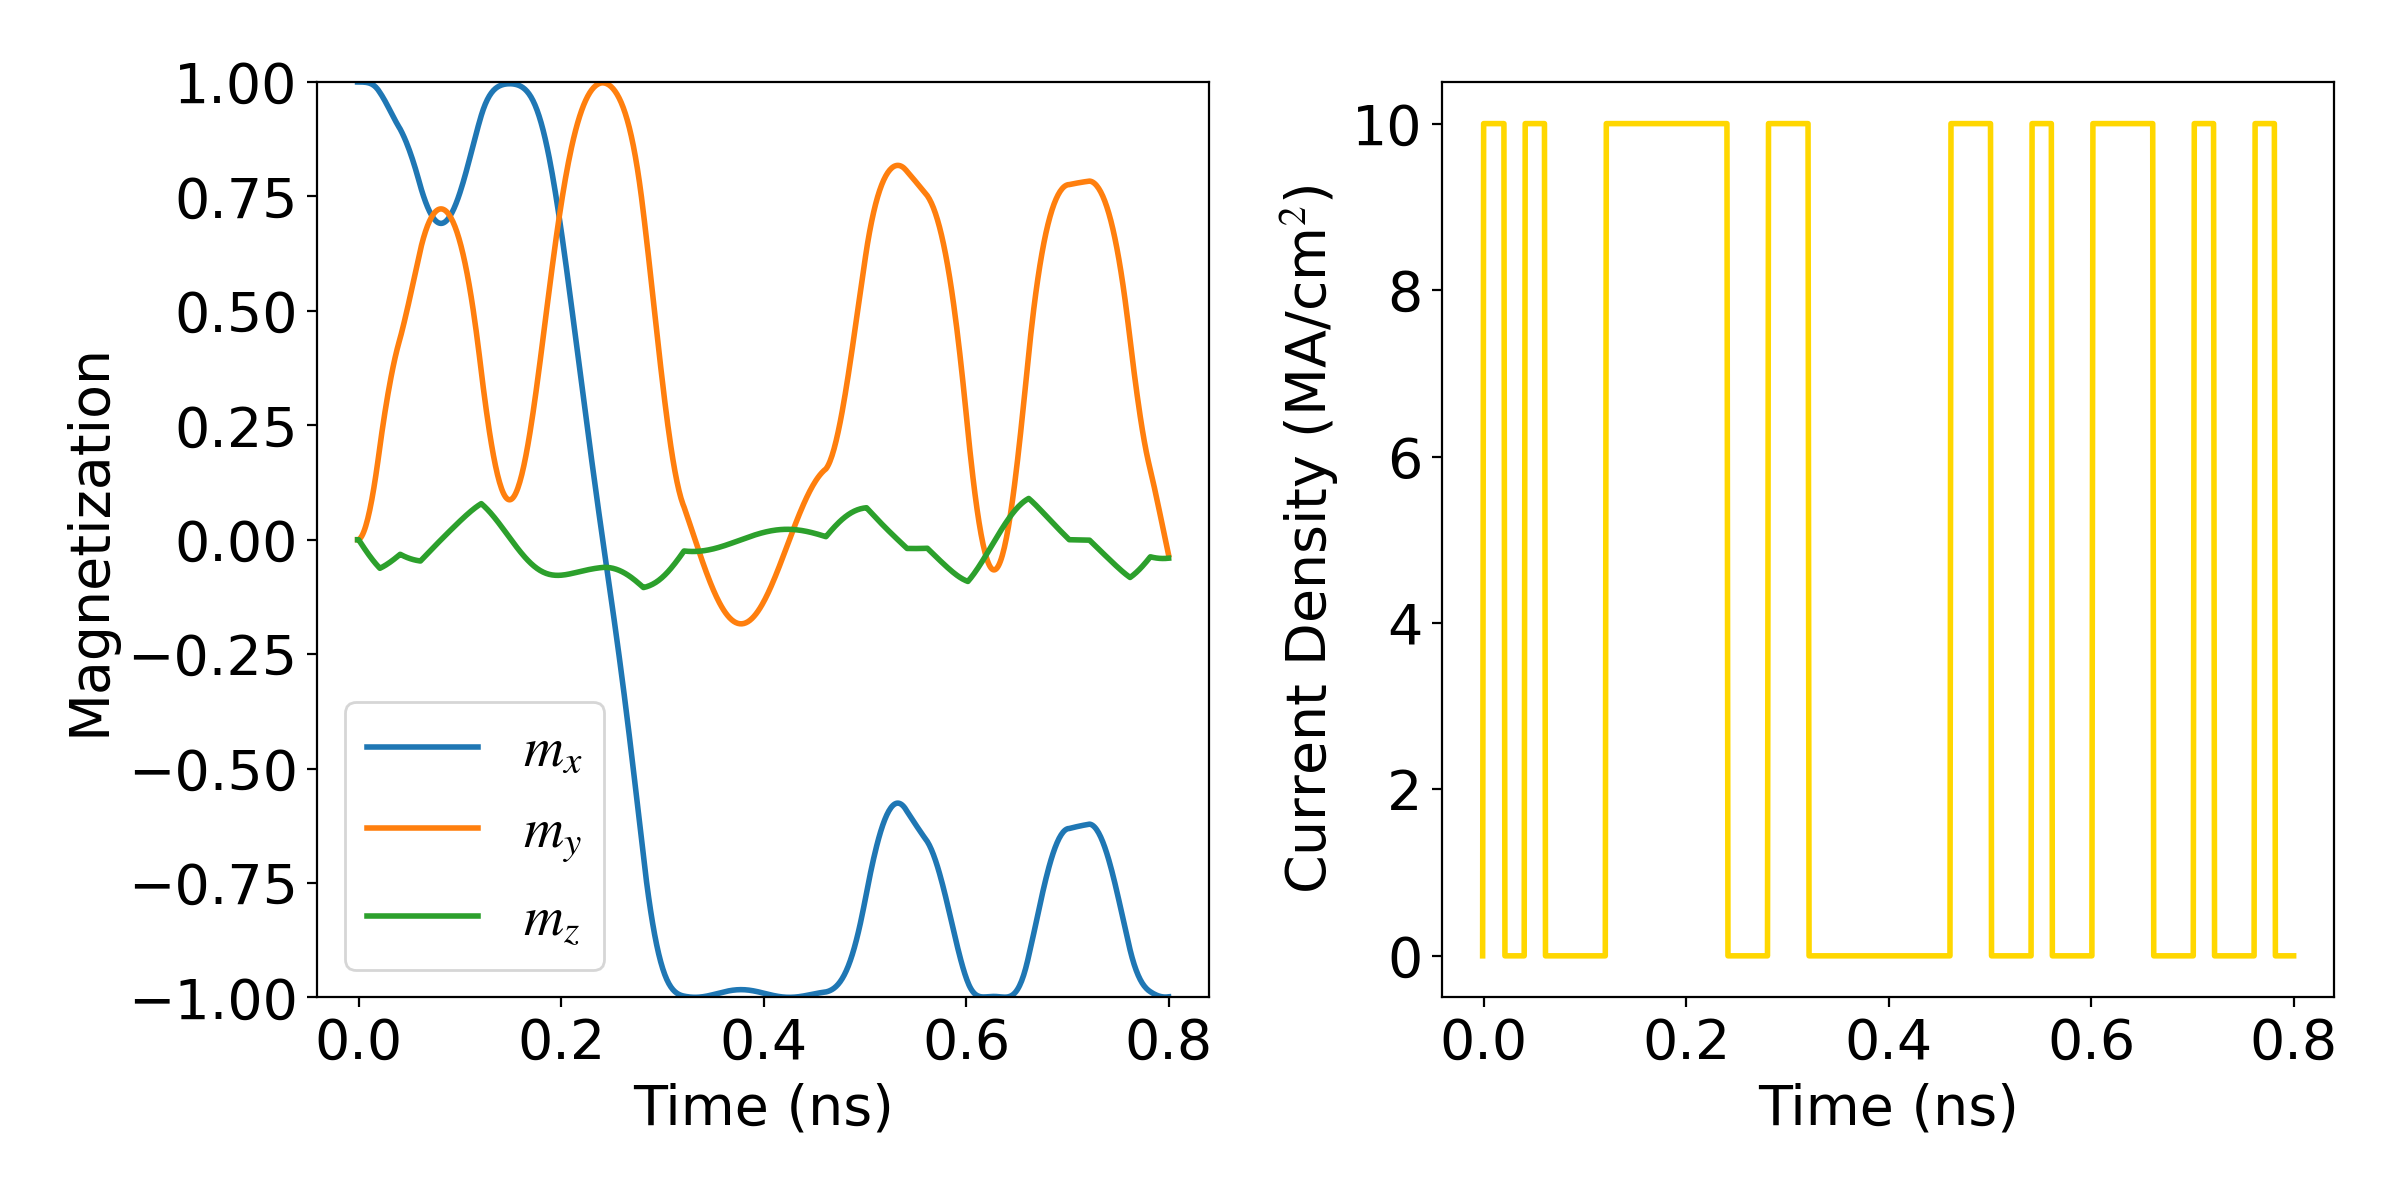 1.00
0.75
0.50
0.25
0.00
−0.25
−0.50
−0.75
−1.00
Magnetization
m_x
m_y
m_z
0.0 0.2 0.4 0.6 0.8
Time (ns)
10
8
6
4
2
0
Current Density (MA/cm²)
0.0 0.2 0.4 0.6 0.8
Time (ns)